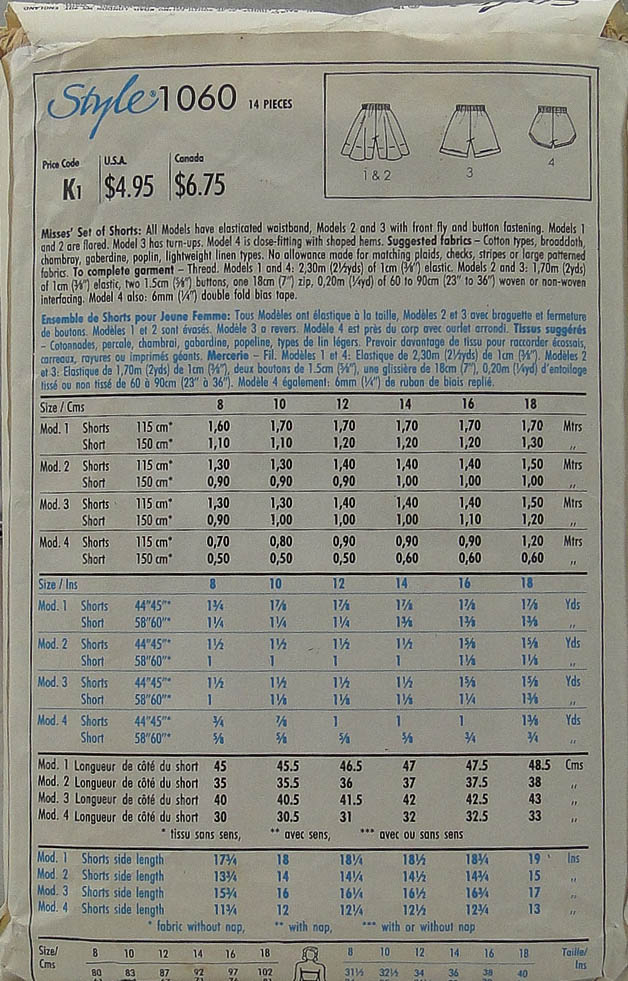 Style 1060 14 PIECES
1 & 2
3
4
Price Code U.S.A. Canada
K1 $4.95 $6.75
Misses' Set of Shorts: All Models have elasticated waistband, Models 2 and 3 with front fly and button fastening. Models 1
and 2 are flared. Model 3 has turn-ups. Model 4 is close-fitting with shaped hems. Suggested fabrics – Cotton types, broadcloth,
chambray, gaberdine, poplin, lightweight linen types. No allowance made for matching plaids, checks, stripes or large patterned
fabrics. To complete garment – Thread. Models 1 and 4: 2,30m (2½yds) of 1cm (⅜") elastic. Models 2 and 3: 1,70m (2yds)
of 1cm (⅜") elastic, two 1.5cm (⅝") buttons, one 18cm (7") zip, 0,20m (¼yd) of 60 to 90cm (23" to 36") woven or non-woven
interfacing. Model 4 also: 6mm (¼") double fold bias tape.
Ensemble de Shorts pour Jeune Femme: Tous Modèles ont élastique à la taille, Modèles 2 et 3 avec braguette et fermeture
de boutons. Modèles 1 et 2 sont évasés. Modèle 3 a revers. Modèle 4 est près du corp avec ourlet arrondi. Tissus suggérés
– Cotonnades, percale, chambrai, gabardine, popeline, types de lin légers. Prevoir davantage de tissu pour raccorder écossais,
carreaux, rayures ou imprimés géants. Mercerie – Fil. Modèles 1 et 4: Elastique de 2,30m (2½yds) de 1cm (⅜"). Modèles 2
et 3: Elastique de 1,70m (2yds) de 1cm (⅜"), deux boutons de 1.5cm (⅝"), une glissière de 18cm (7"), 0,20m (¼yd) d'entoilage
tissé ou non tissé de 60 à 90cm (23" à 36"). Modèle 4 également: 6mm (¼") de ruban de biais replié.
Size / Cms 8 10 12 14 16 18
Mod. 1 Shorts 115 cm* 1,60 1,70 1,70 1,70 1,70 1,70 Mtrs
Short 150 cm* 1,10 1,10 1,20 1,20 1,20 1,30 ,,
Mod. 2 Shorts 115 cm* 1,30 1,30 1,40 1,40 1,40 1,50 Mtrs
Short 150 cm* 0,90 0,90 0,90 1,00 1,00 1,00 ,,
Mod. 3 Shorts 115 cm* 1,30 1,30 1,40 1,40 1,40 1,50 Mtrs
Short 150 cm* 0,90 1,00 1,00 1,00 1,10 1,20 ,,
Mod. 4 Shorts 115 cm* 0,70 0,80 0,90 0,90 0,90 1,20 Mtrs
Short 150 cm* 0,50 0,50 0,50 0,60 0,60 0,60 ,,
Size / Ins 8 10 12 14 16 18
Mod. 1 Shorts 44"45"* 1¾ 1⅞ 1⅞ 1⅞ 1⅞ 1⅞ Yds
Short 58"60"* 1¼ 1¼ 1¼ 1⅜ 1⅜ 1⅜ ,,
Mod. 2 Shorts 44"45"* 1½ 1½ 1½ 1½ 1⅝ 1⅝ Yds
Short 58"60"* 1 1 1 1 1⅛ 1⅛ ,,
Mod. 3 Shorts 44"45"* 1½ 1½ 1½ 1½ 1⅝ 1⅝ Yds
Short 58"60"* 1 1⅛ 1⅛ 1⅛ 1¼ 1⅜ ,,
Mod. 4 Shorts 44"45"* ¾ ⅞ 1 1 1 1⅜ Yds
Short 58"60"* ⅝ ⅝ ⅝ ⅝ ¾ ¾ ,,
Mod. 1 Longueur de côté du short 45 45.5 46.5 47 47.5 48.5 Cms
Mod. 2 Longueur de côté du short 35 35.5 36 37 37.5 38 ,,
Mod. 3 Longueur de côté du short 40 40.5 41.5 42 42.5 43 ,,
Mod. 4 Longueur de côté du short 30 30.5 31 32 32.5 33 ,,
* tissu sans sens, ** avec sens, *** avec ou sans sens
Mod. 1 Shorts side length 17¾ 18 18¼ 18½ 18¾ 19 Ins
Mod. 2 Shorts side length 13¾ 14 14¼ 14½ 14¾ 15 ,,
Mod. 3 Shorts side length 15¾ 16 16¼ 16½ 16¾ 17 ,,
Mod. 4 Shorts side length 11¾ 12 12¼ 12½ 12¾ 13 ,,
* fabric without nap, ** with nap, *** with or without nap
Size/ Cms 8 10 12 14 16 18 8 10 12 14 16 18 Taille/ Ins
80 83 87 92 97 102 31½ 32½ 34 36 38 40